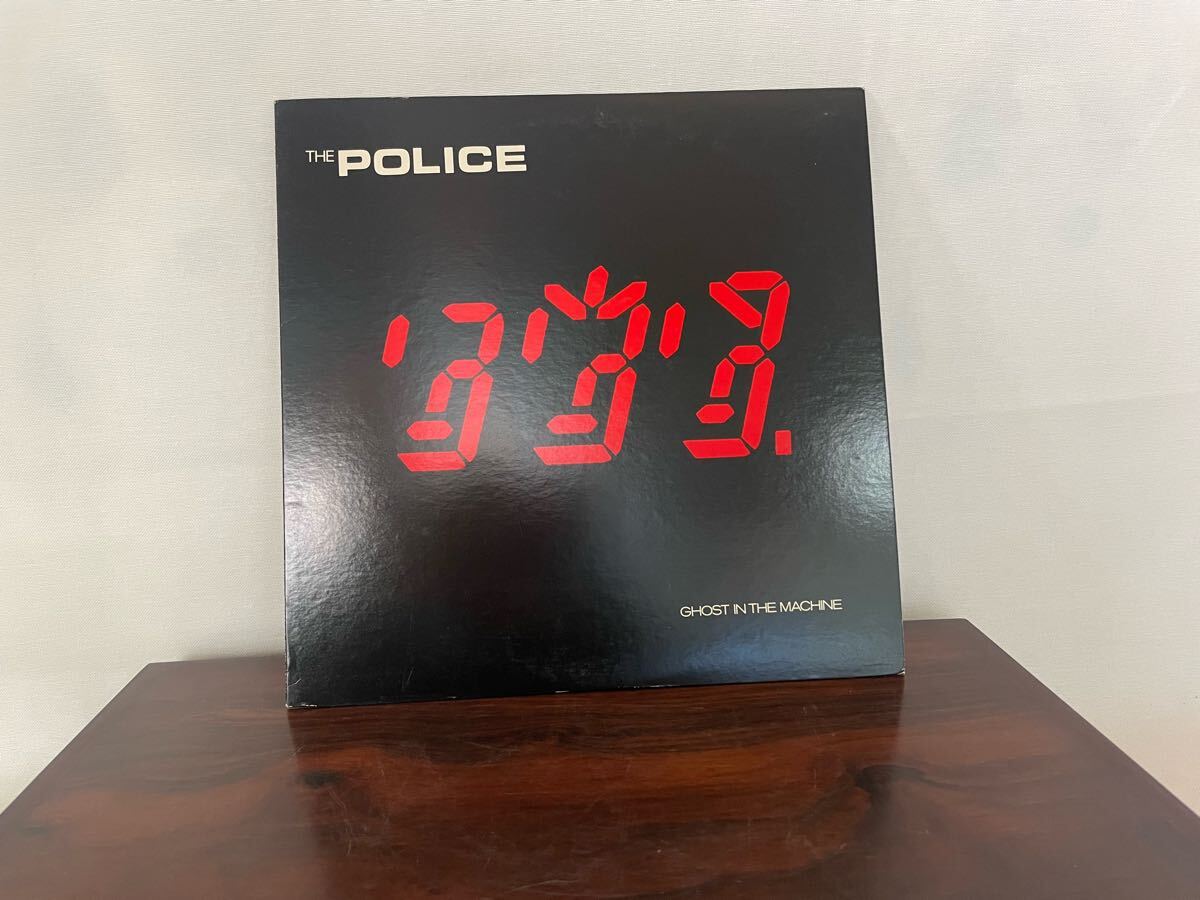 THE POLICE
GHOST IN THE MACHINE